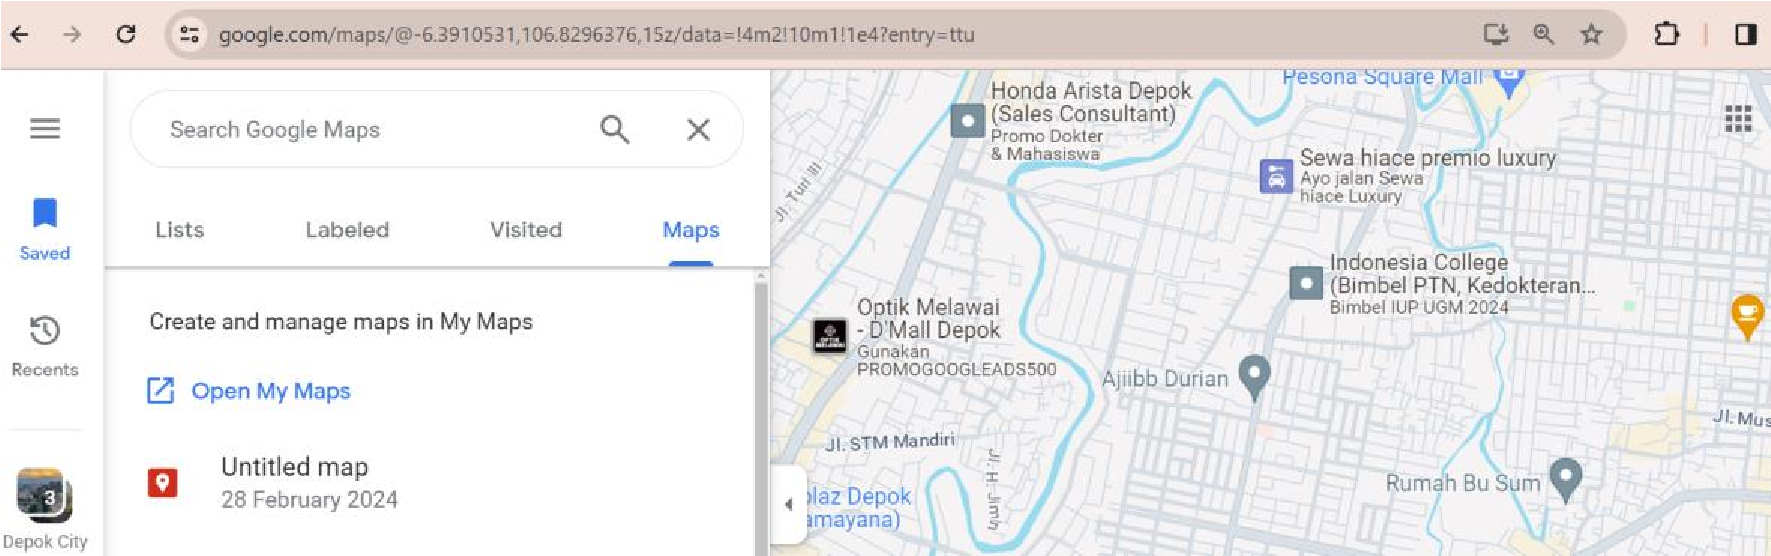 google.com/maps/@-6.3910531,106.8296376,15z/data=!4m2!10m1!1e4?entry=ttu
Search Google Maps
Saved
Recents
3
Depok City
Lists Labeled Visited Maps
Create and manage maps in My Maps
Open My Maps
Untitled map
28 February 2024
Pesona Square Mall
Honda Arista Depok
(Sales Consultant)
Promo Dokter
& Mahasiswa
Jl. Turi III
Sewa hiace premio luxury
Ayo jalan Sewa
hiace Luxury
Indonesia College
(Bimbel PTN, Kedokteran...
Bimbel IUP UGM 2024
Optik Melawai
- D'Mall Depok
Gunakan
PROMOGOOGLEADS500
Ajiibb Durian
Jl. STM Mandiri
Jl. H. Jimin
Jl. Mus
Rumah Bu Sum
plaz Depok
amayana)